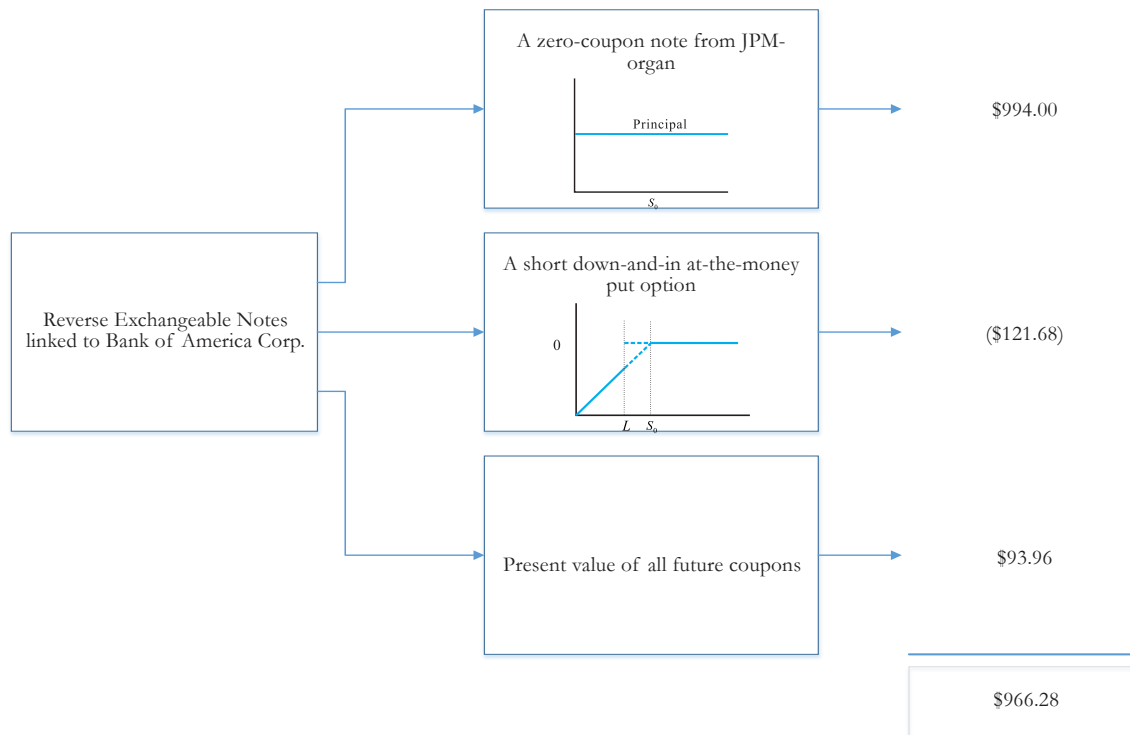 A zero-coupon note from JPM-
organ
Principal
S₀
$994.00
Reverse Exchangeable Notes
linked to Bank of America Corp.
A short down-and-in at-the-money
put option
0
L S₀
($121.68)
Present value of all future coupons
$93.96
$966.28